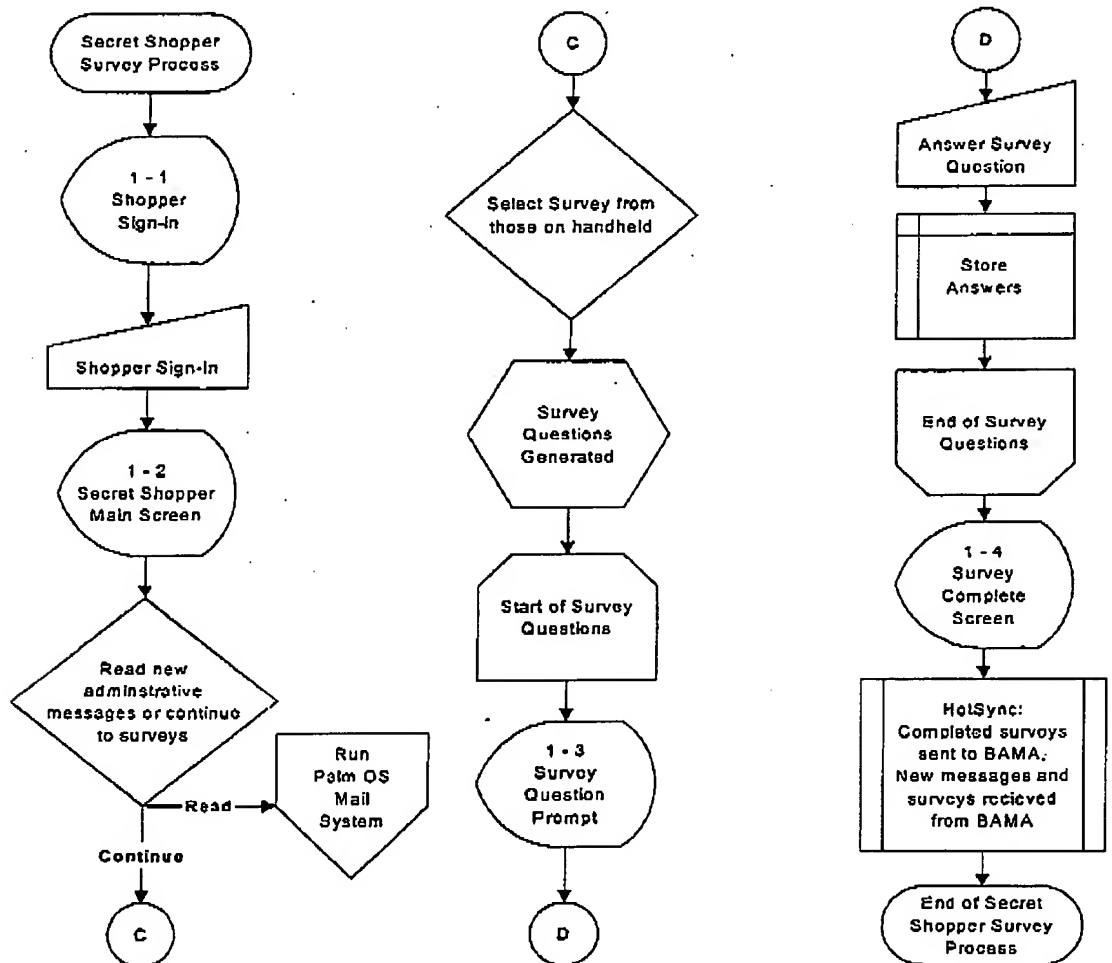 Secret Shopper
Survey Process
1 - 1
Shopper
Sign-In
Shopper Sign-In
1 - 2
Secret Shopper
Main Screen
Read new
adminstrative
messages or continue
to surveys
Read
Run
Palm OS
Mail
System
Continue
C
C
Select Survey from
those on handheld
Survey
Questions
Generated
Start of Survey
Questions
1 - 3
Survey
Question
Prompt
D
D
Answer Survey
Question
Store
Answers
End of Survey
Questions
1 - 4
Survey
Complete
Screen
HotSync:
Completed surveys
sent to BAMA;
New messages and
surveys recieved
from BAMA
End of Secret
Shopper Survey
Process